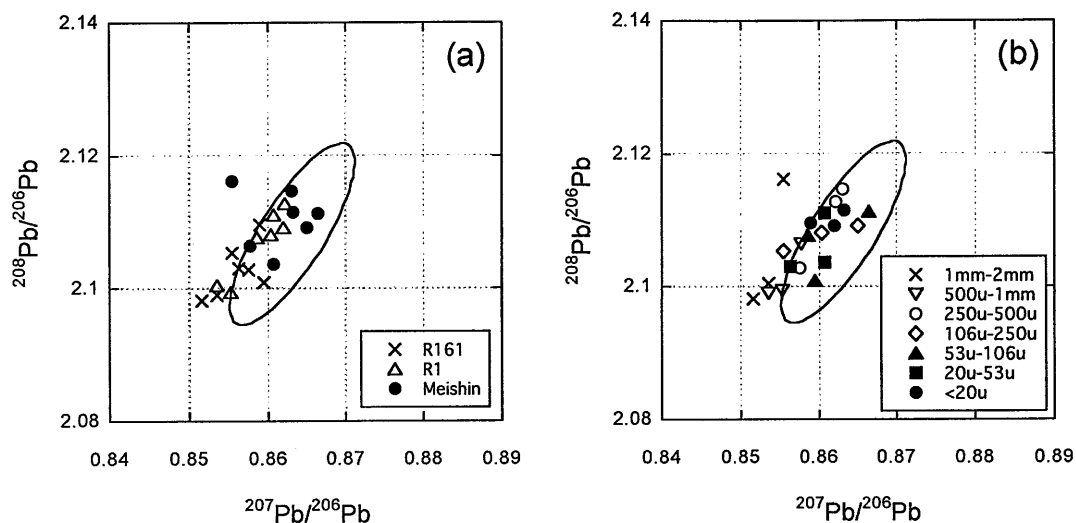 (a)
2.14
2.12
2.1
2.08
208Pb/206Pb
0.84 0.85 0.86 0.87 0.88 0.89
207Pb/206Pb
R161
R1
Meishin
(b)
2.14
2.12
2.1
2.08
208Pb/206Pb
0.84 0.85 0.86 0.87 0.88 0.89
207Pb/206Pb
1mm-2mm
500u-1mm
250u-500u
106u-250u
53u-106u
20u-53u
<20u